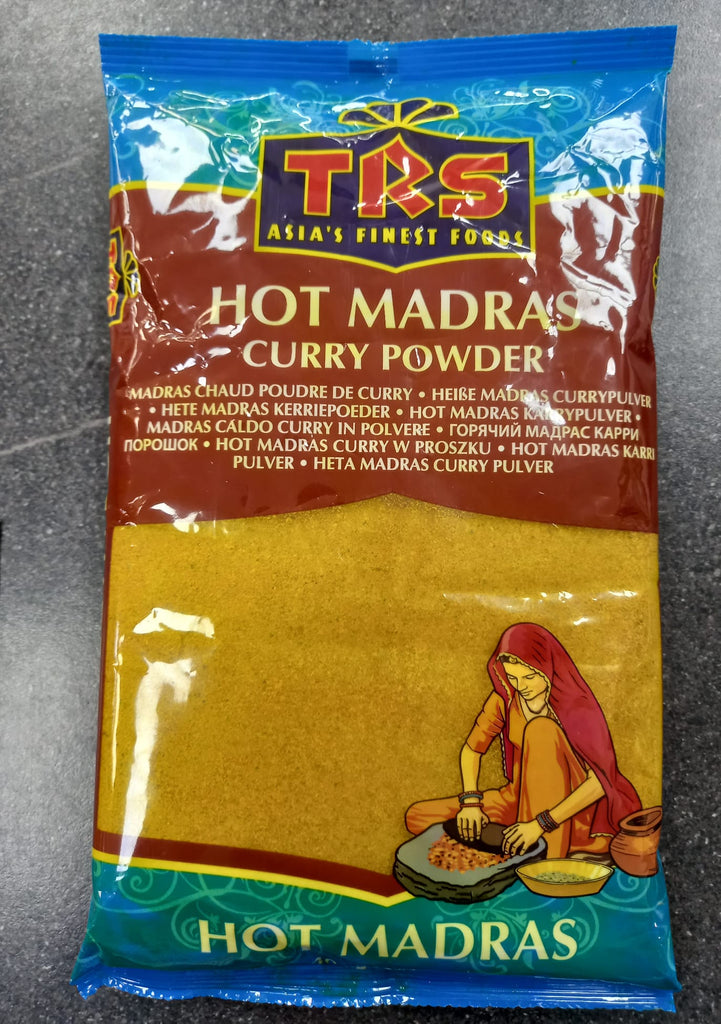 TRS
ASIA'S FINEST FOODS
HOT MADRAS
CURRY POWDER
MADRAS CHAUD POUDRE DE CURRY • HEIßE MADRAS CURRYPULVER
• HETE MADRAS KERRIEPOEDER • HOT MADRAS KARRYPULVER •
MADRAS CALDO CURRY IN POLVERE • ГОРЯЧИЙ МАДРАС КАРРИ
ПОРОШОК • HOT MADRAS CURRY W PROSZKU • HOT MADRAS KARRI
PULVER • HETA MADRAS CURRY PULVER
HOT MADRAS